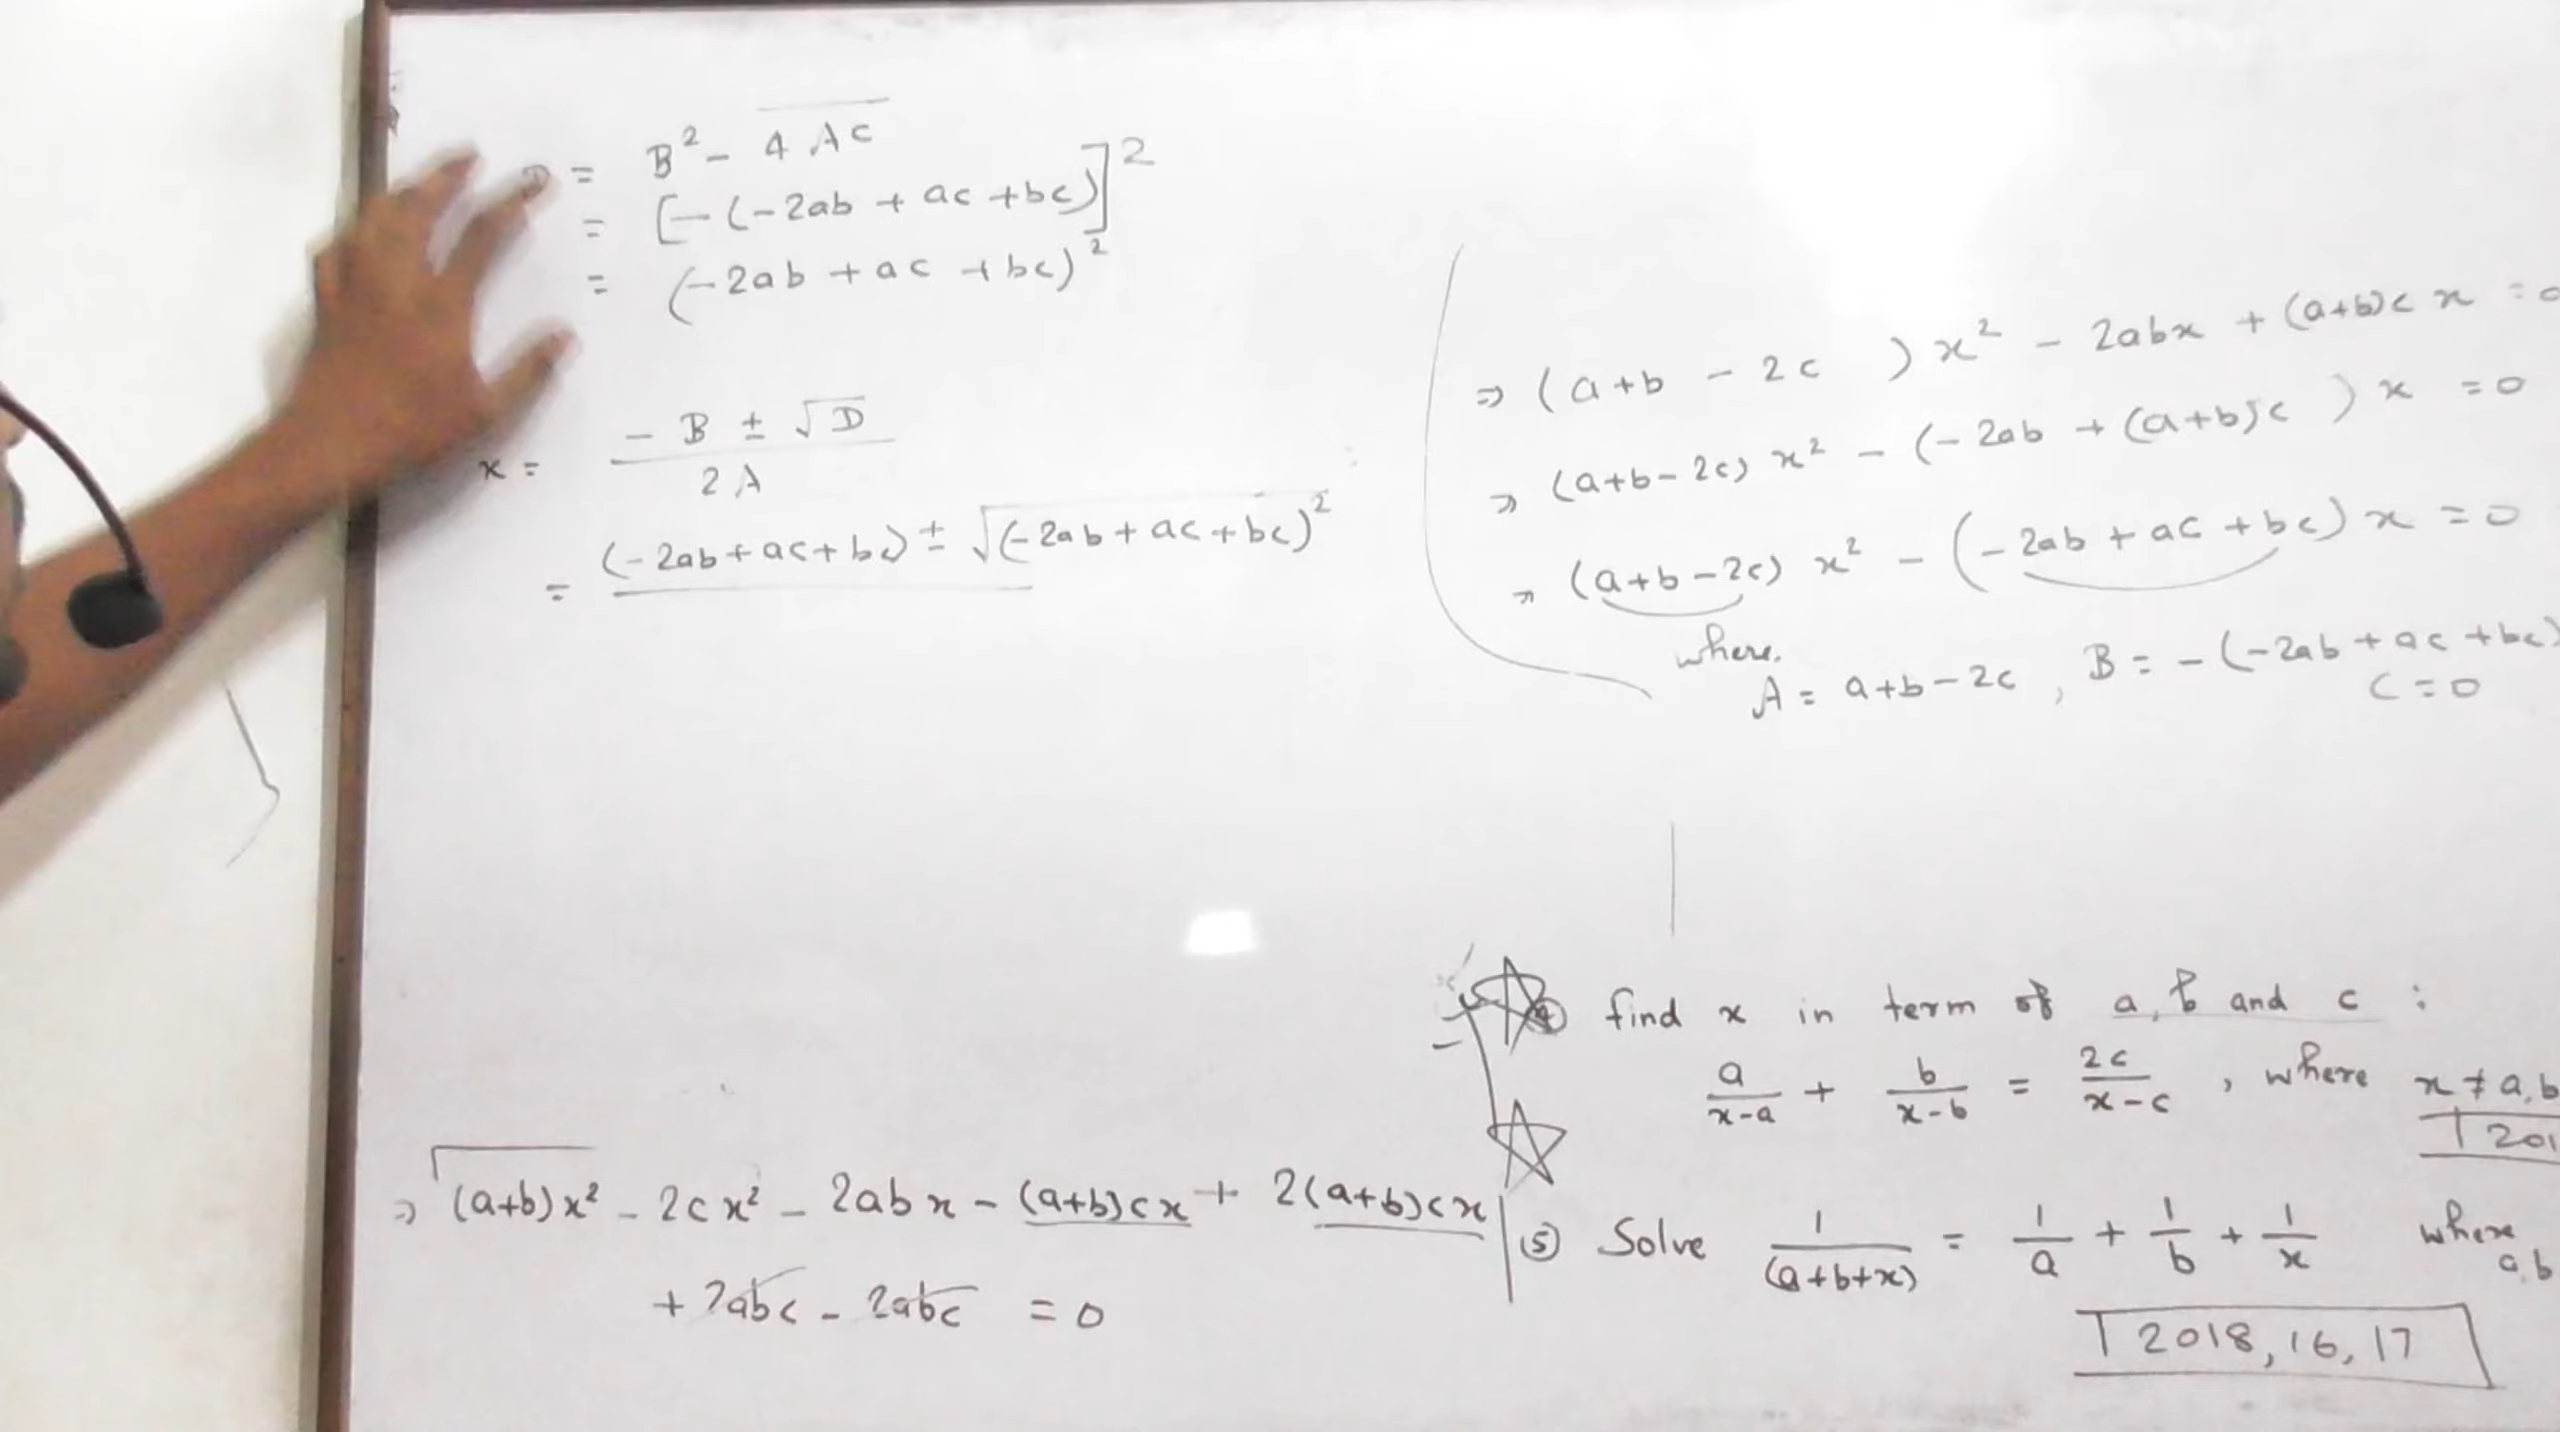 D = B² - 4AC
= [-(-2ab + ac + bc)]²
= (-2ab + ac + bc)²
x = (-B ± √D) / 2A
= (-2ab + ac + bc) ± √(-2ab + ac + bc)²
⇒ (a+b - 2c ) x² - 2abx + (a+b)c x = 0
⇒ (a+b-2c) x² - (-2ab + (a+b)c ) x = 0
⇒ (a+b-2c) x² - (-2ab + ac + bc) x = 0
where,
A = a+b-2c , B = -(-2ab + ac + bc)
C = 0
⇒ (a+b)x² - 2cx² - 2abx - (a+b)cx + 2(a+b)cx
+ 2abc - 2abc = 0
④ find x in term of a, b and c :
a/(x-a) + b/(x-b) = 2c/(x-c) , where x ≠ a, b
T 201
⑤ Solve 1/(a+b+x) = 1/a + 1/b + 1/x where
a, b
T 2018, 16, 17